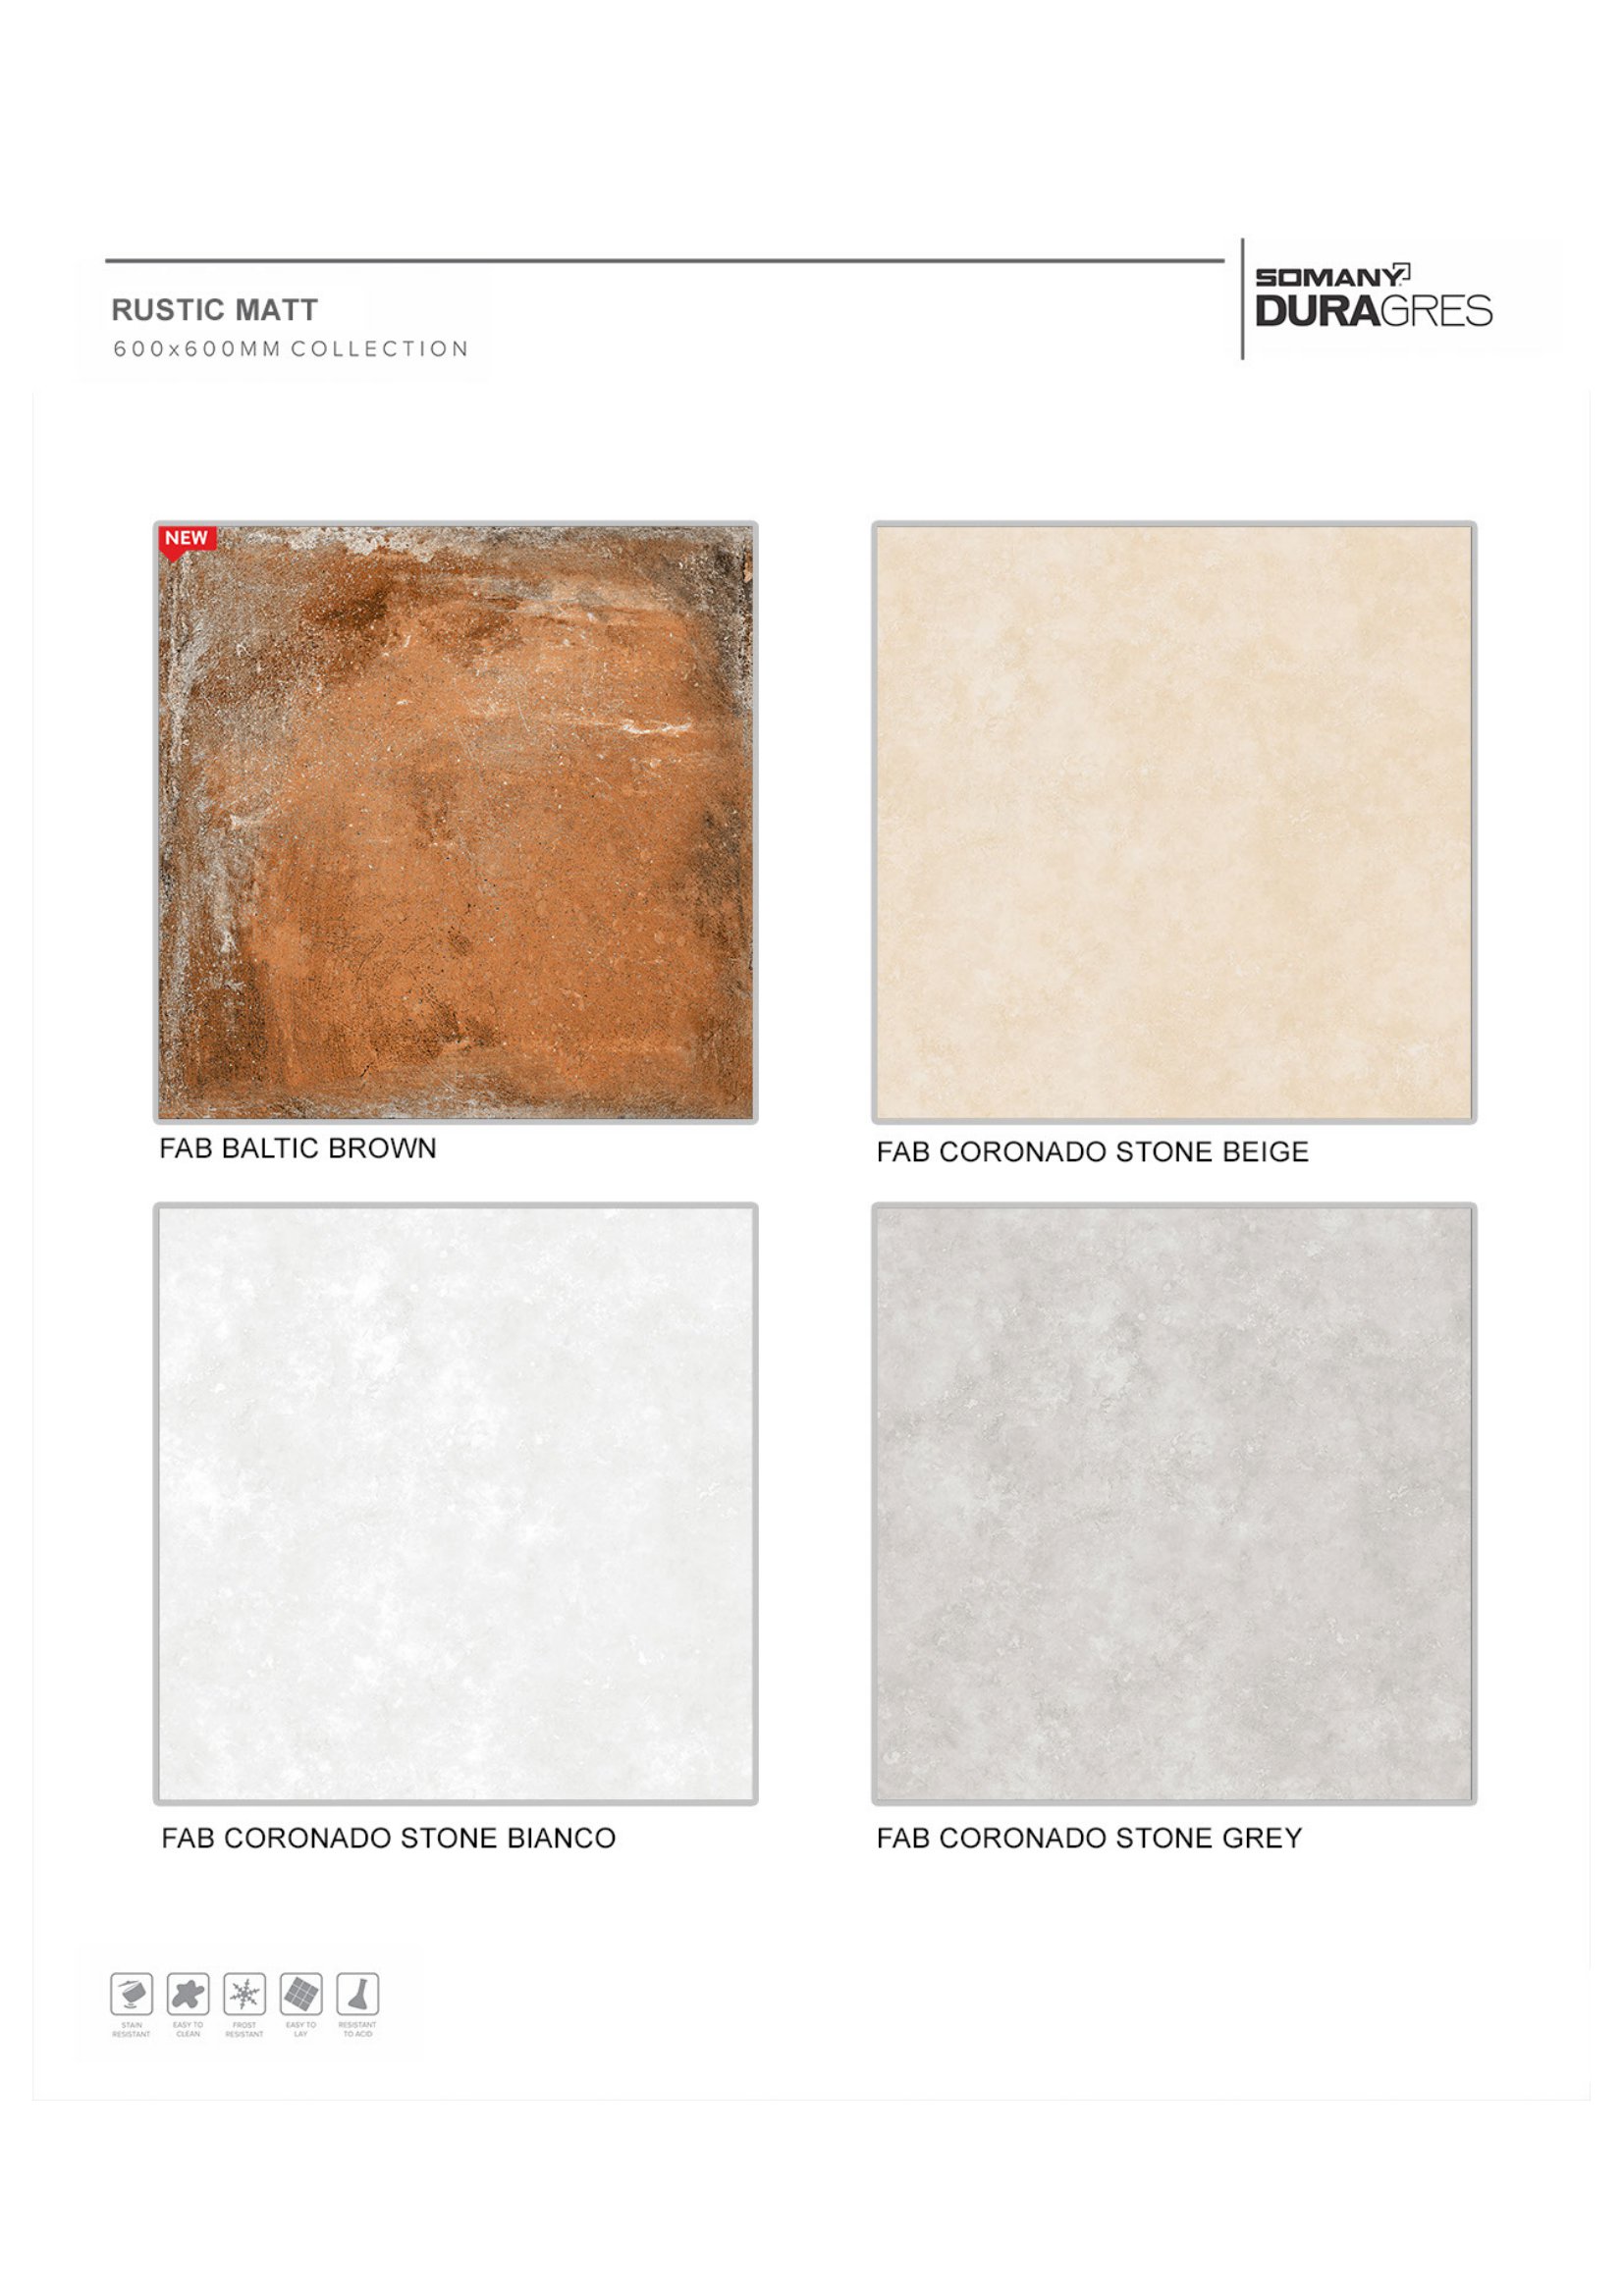 RUSTIC MATT
600x600MM COLLECTION
SOMANY
DURAGRES
NEW
FAB BALTIC BROWN
FAB CORONADO STONE BEIGE
FAB CORONADO STONE BIANCO
FAB CORONADO STONE GREY
STAIN
RESISTANT
EASY TO
CLEAN
FROST
RESISTANT
EASY TO
LAY
RESISTANT
TO ACID